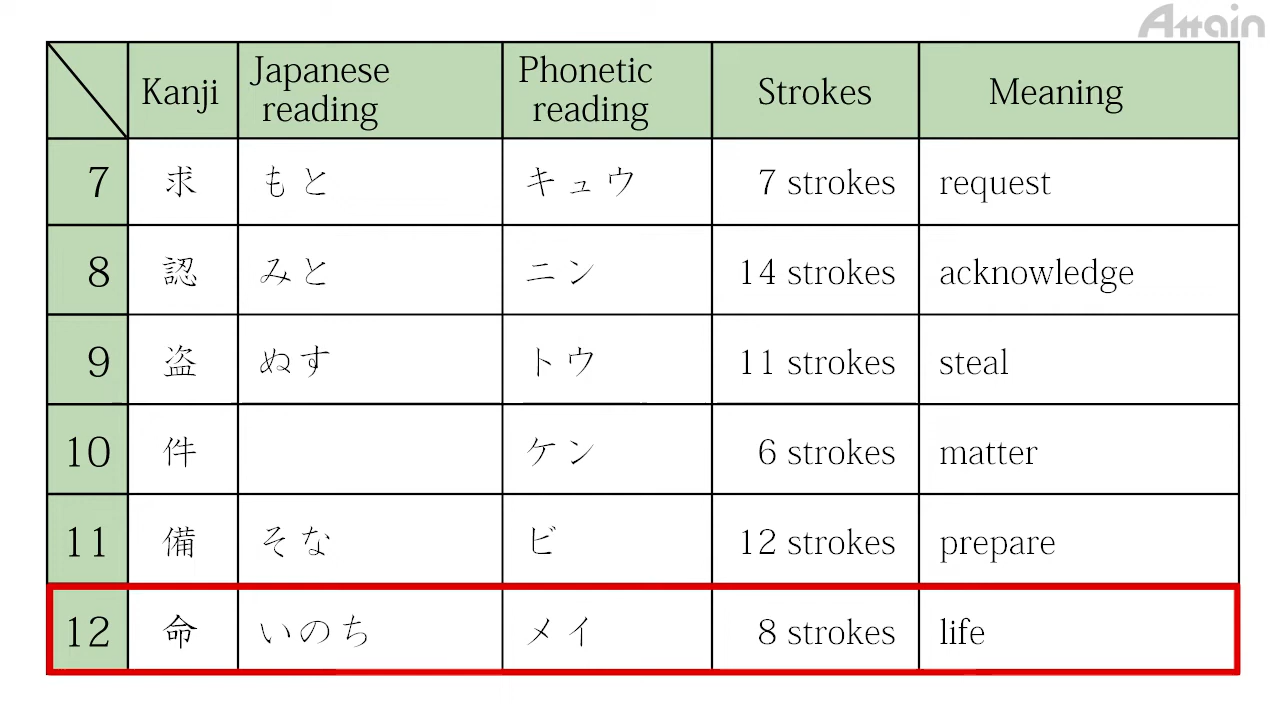 Attain
Kanji Japanese reading Phonetic reading Strokes Meaning
7 求 もと キュウ 7 strokes request
8 認 みと ニン 14 strokes acknowledge
9 盗 ぬす トウ 11 strokes steal
10 件 ケン 6 strokes matter
11 備 そな ビ 12 strokes prepare
12 命 いのち メイ 8 strokes life